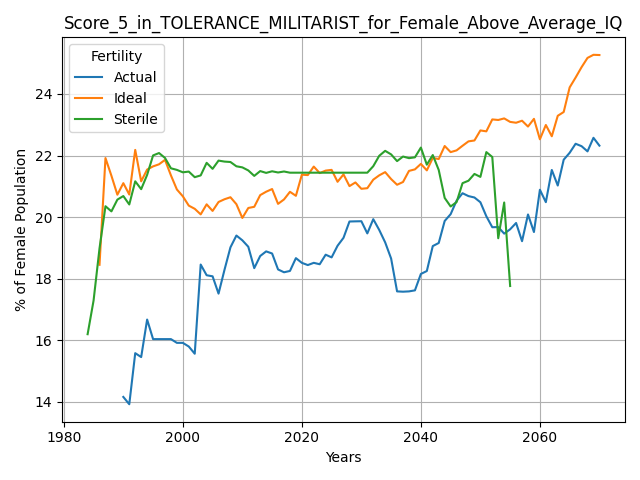 Score_5_in_TOLERANCE_MILITARIST_for_Female_Above_Average_IQ
Fertility
Actual
Ideal
Sterile
% of Female Population
24
22
20
18
16
14
1980
2000
2020
2040
2060
Years